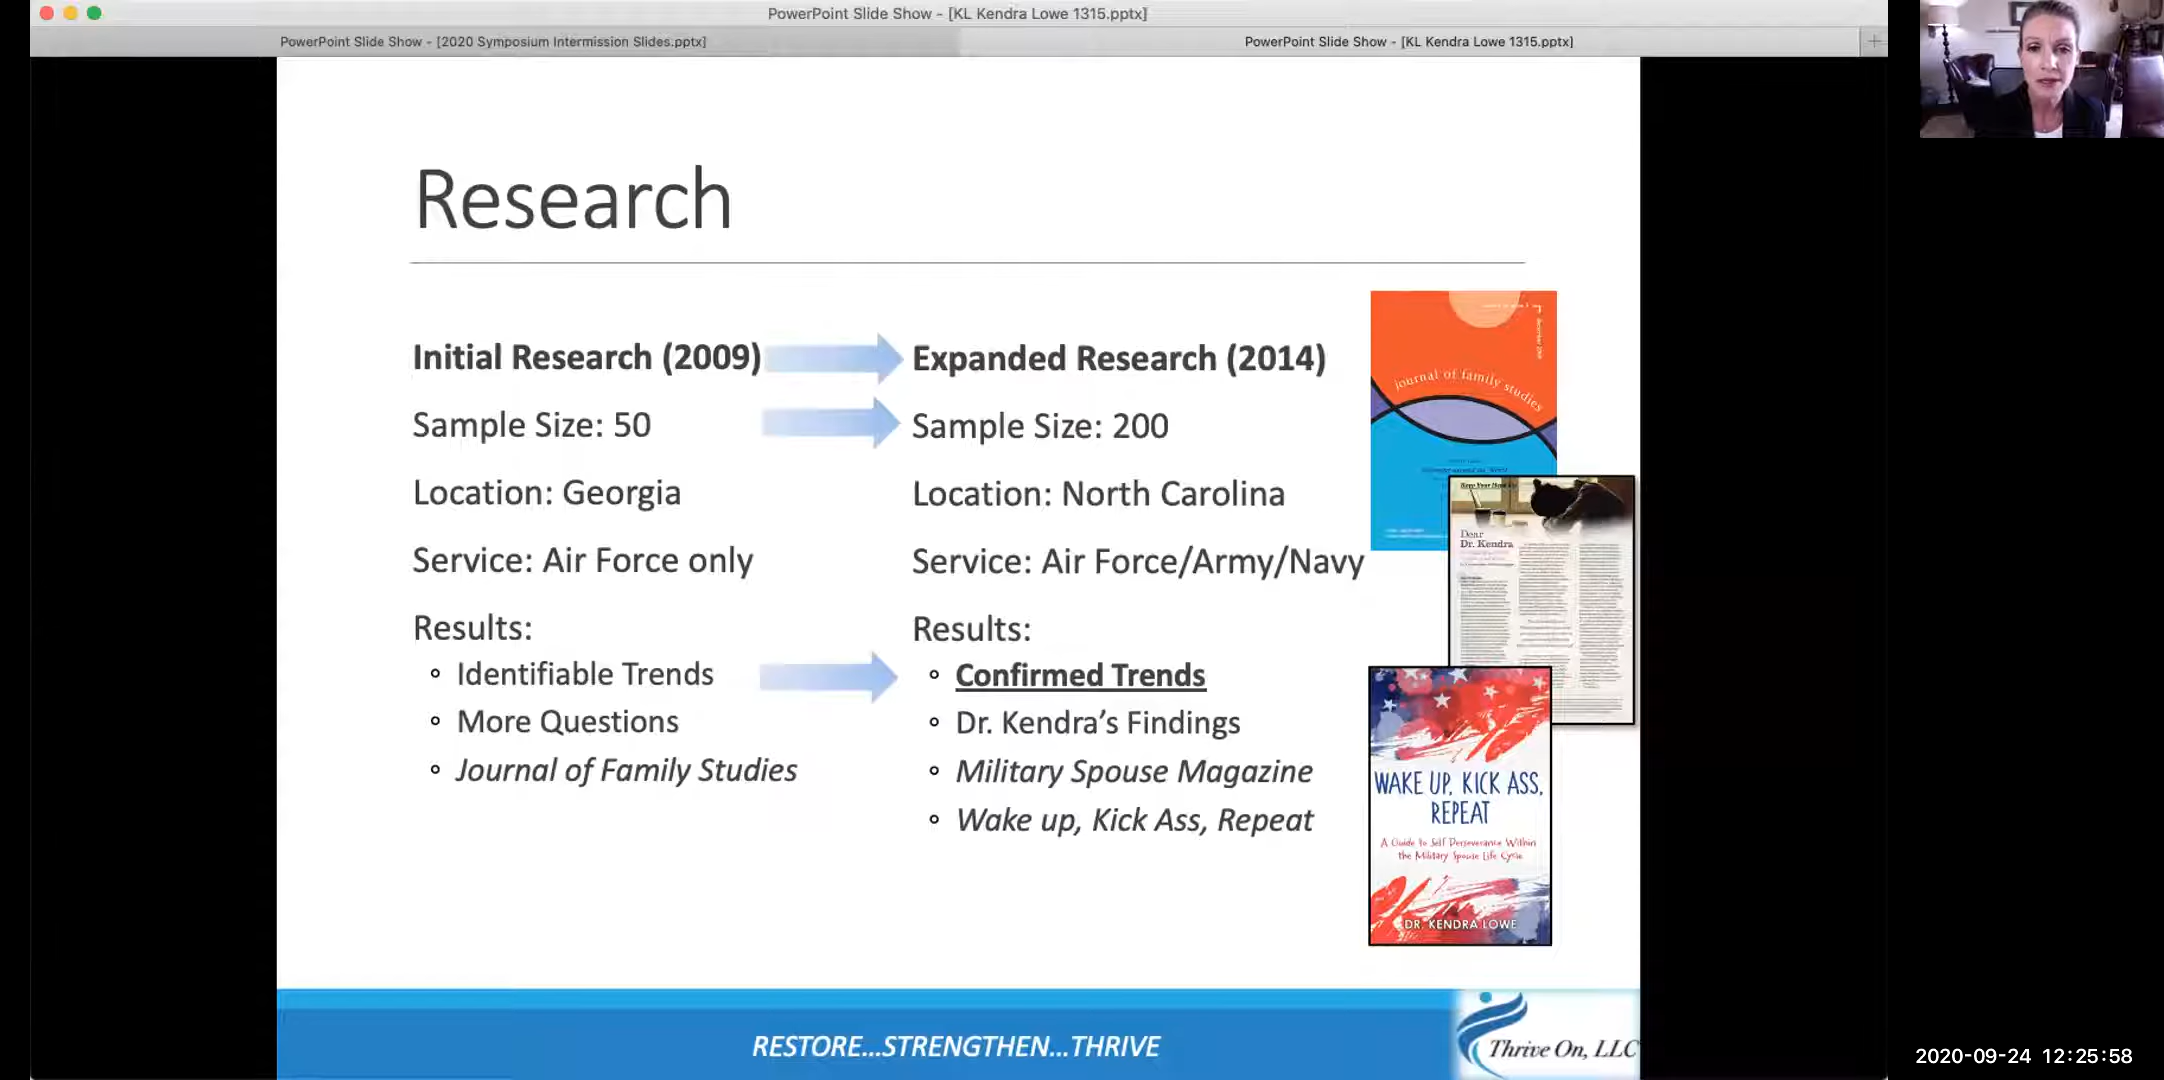 PowerPoint Slide Show - [KL Kendra Lowe 1315.pptx]
PowerPoint Slide Show - [2020 Symposium Intermission Slides.pptx]
PowerPoint Slide Show - [KL Kendra Lowe 1315.pptx]
Research
Initial Research (2009)
Sample Size: 50
Location: Georgia
Service: Air Force only
Results:
Identifiable Trends
More Questions
Journal of Family Studies
Expanded Research (2014)
Sample Size: 200
Location: North Carolina
Service: Air Force/Army/Navy
Results:
Confirmed Trends
Dr. Kendra’s Findings
Military Spouse Magazine
Wake up, Kick Ass, Repeat
journal of family studies
Dear
Dr. Kendra
WAKE UP, KICK ASS,
REPEAT
A Guide to Self Perseverance Within
the Military Spouse Life Cycle
DR. KENDRA LOWE
RESTORE...STRENGTHEN...THRIVE
Thrive On, LLC
2020-09-24 12:25:58